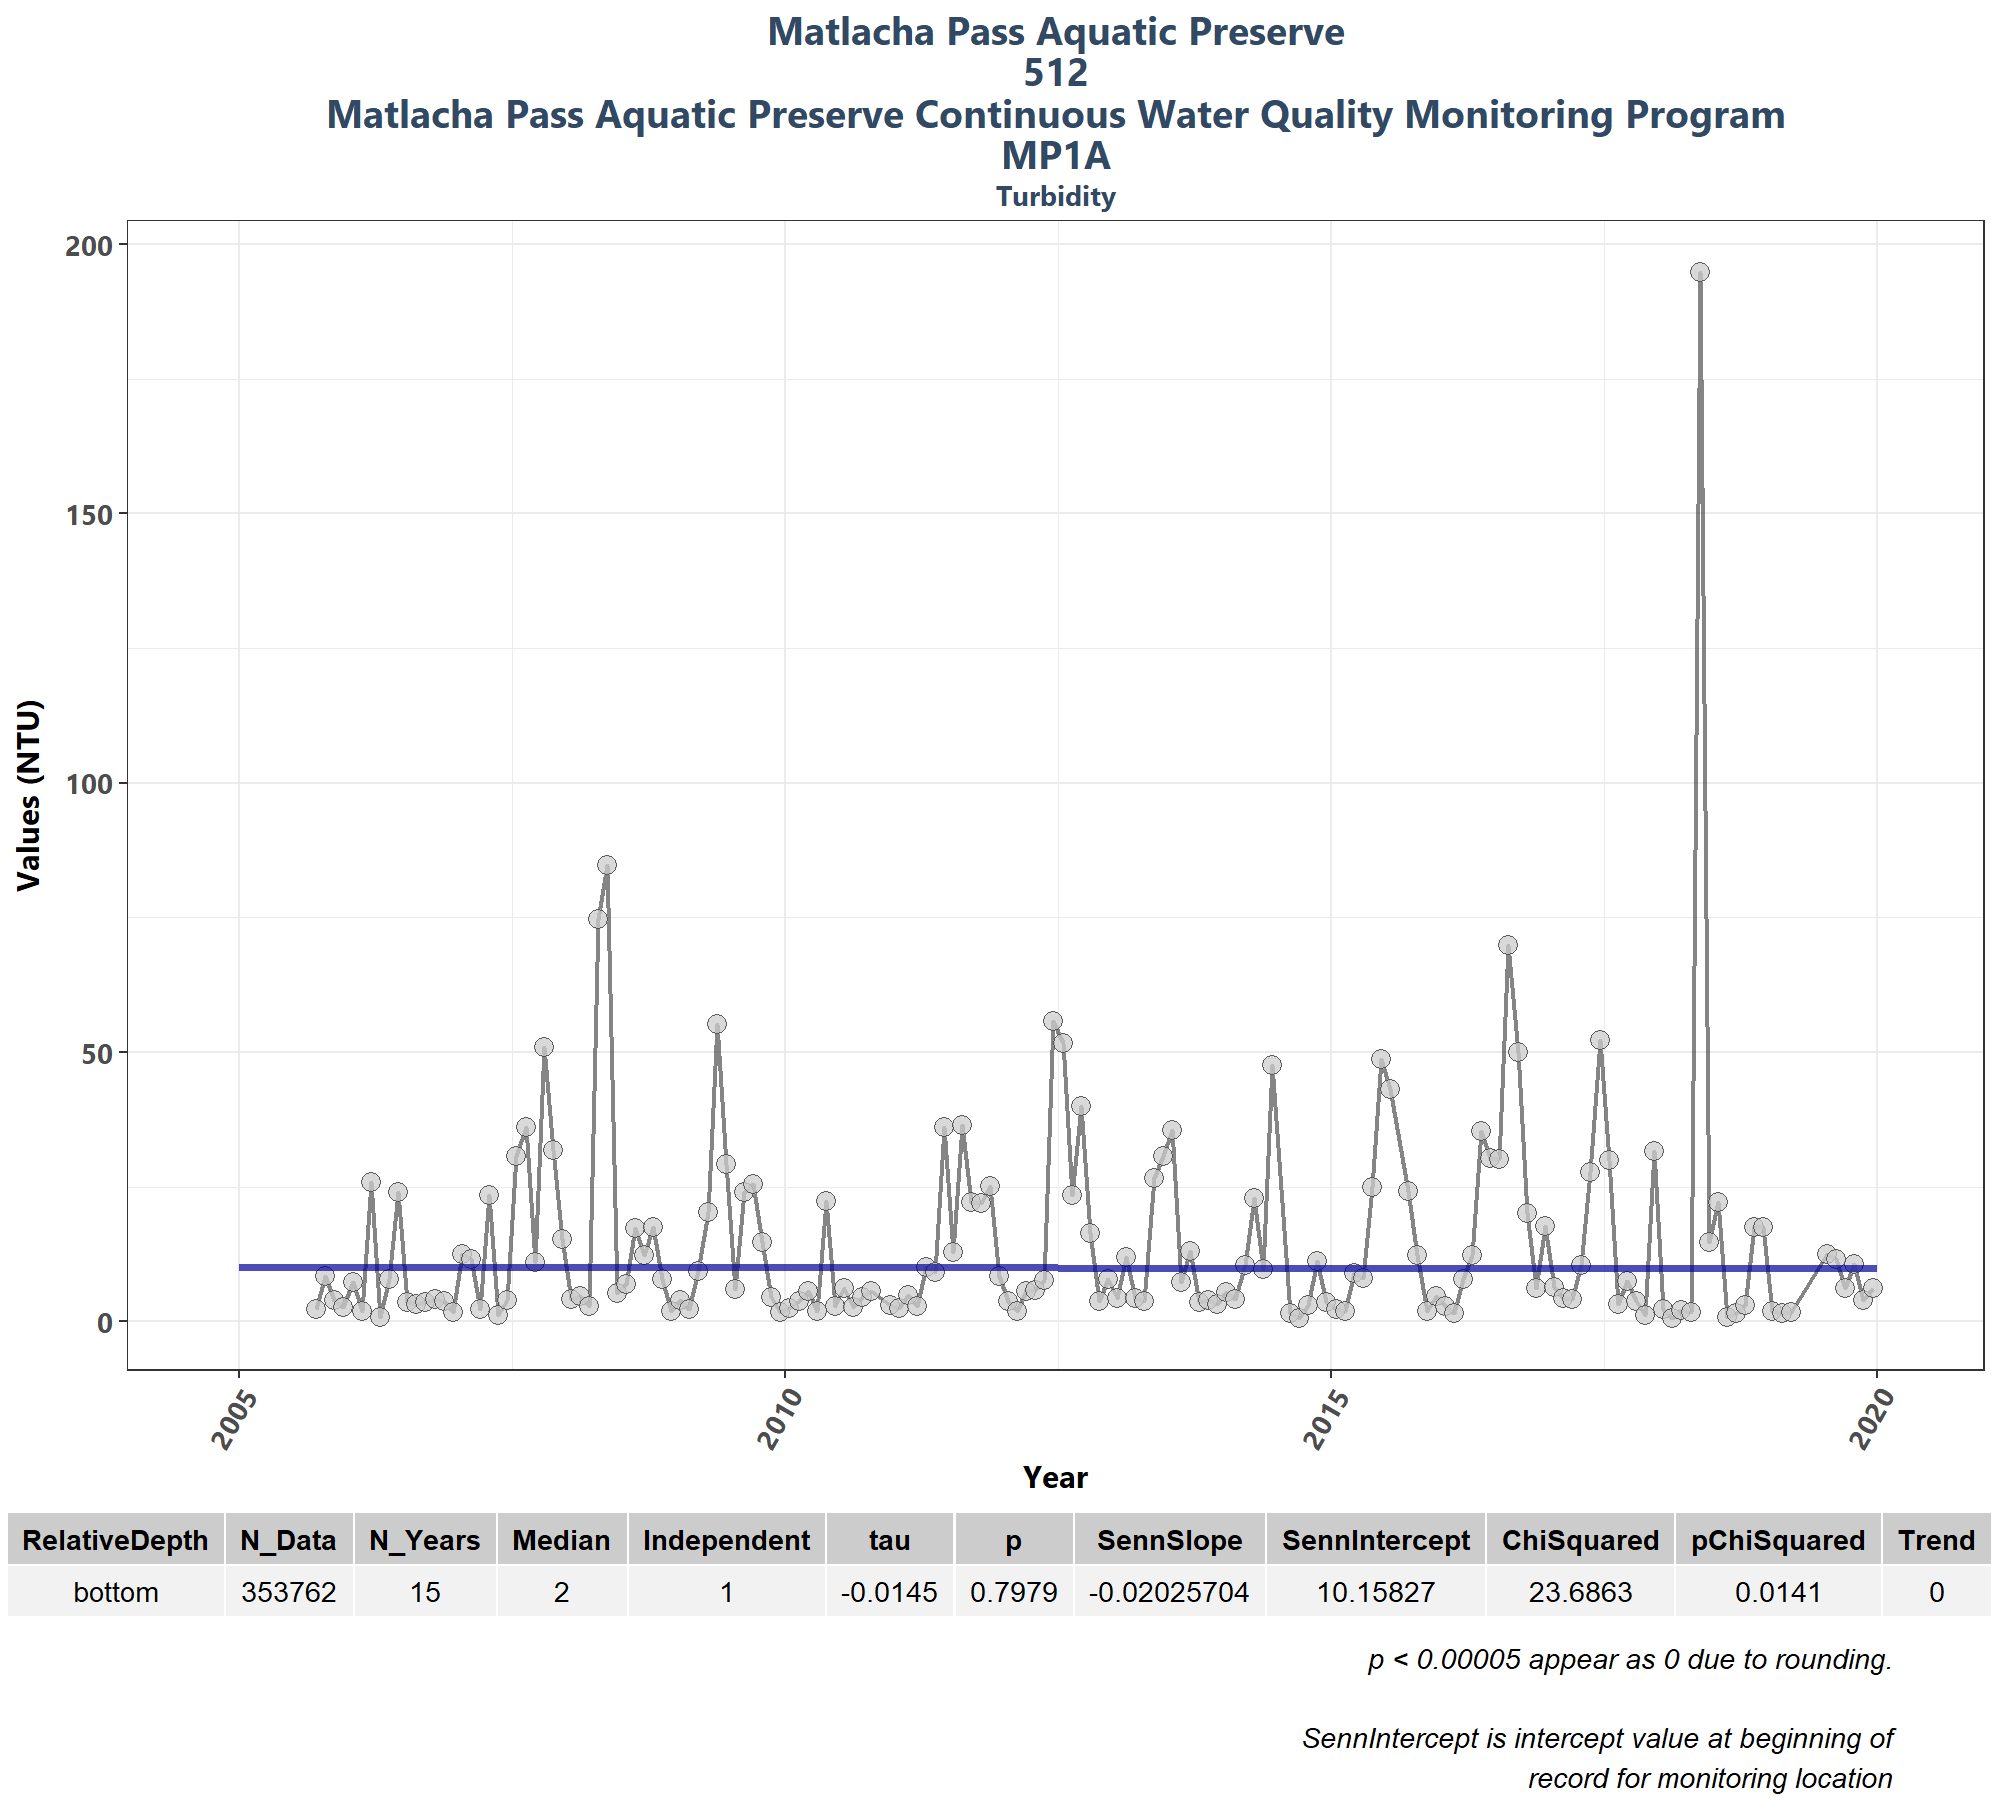 Matlacha Pass Aquatic Preserve
512
Matlacha Pass Aquatic Preserve Continuous Water Quality Monitoring Program
MP1A
Turbidity
200
150
100
50
0
Values (NTU)
2005 2010 2015 2020
Year
RelativeDepth N_Data N_Years Median Independent tau p SennSlope SennIntercept ChiSquared pChiSquared Trend
bottom 353762 15 2 1 -0.0145 0.7979 -0.02025704 10.15827 23.6863 0.0141 0
p < 0.00005 appear as 0 due to rounding.
SennIntercept is intercept value at beginning of
record for monitoring location